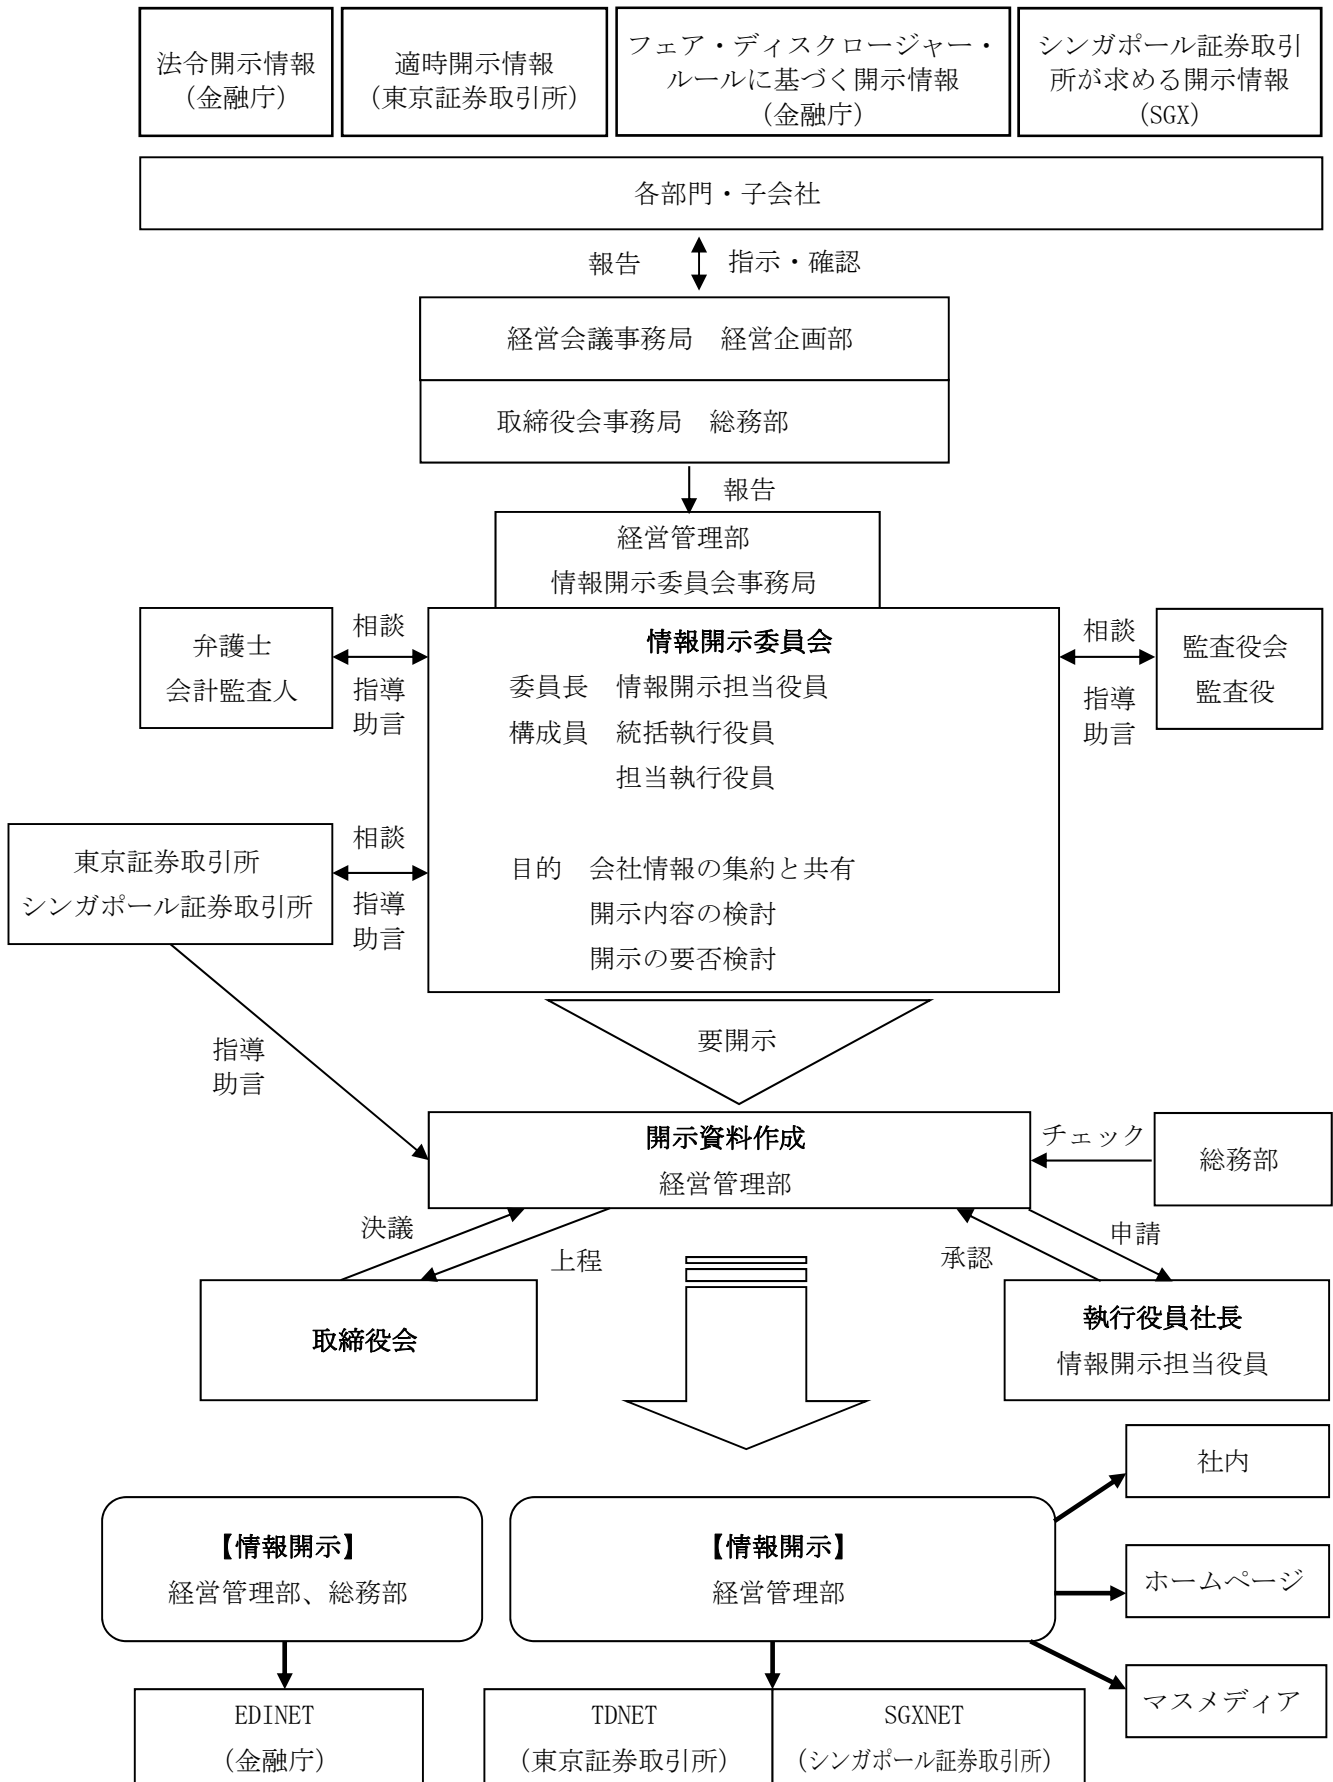 法令開示情報
（金融庁）
適時開示情報
（東京証券取引所）
フェア・ディスクロージャー・
ルールに基づく開示情報
（金融庁）
シンガポール証券取引
所が求める開示情報
（SGX）
各部門・子会社
報告
指示・確認
経営会議事務局　経営企画部
取締役会事務局　総務部
報告
経営管理部
情報開示委員会事務局
弁護士
会計監査人
相談
指導
助言
情報開示委員会
委員長　情報開示担当役員
構成員　統括執行役員
担当執行役員
目的　会社情報の集約と共有
開示内容の検討
開示の要否検討
相談
指導
助言
監査役会
監査役
東京証券取引所
シンガポール証券取引所
相談
指導
助言
要開示
指導
助言
開示資料作成
経営管理部
チェック
総務部
決議
上程
承認
申請
取締役会
執行役員社長
情報開示担当役員
社内
【情報開示】
経営管理部、総務部
【情報開示】
経営管理部
ホームページ
マスメディア
EDINET
（金融庁）
TDNET
（東京証券取引所）
SGXNET
（シンガポール証券取引所）